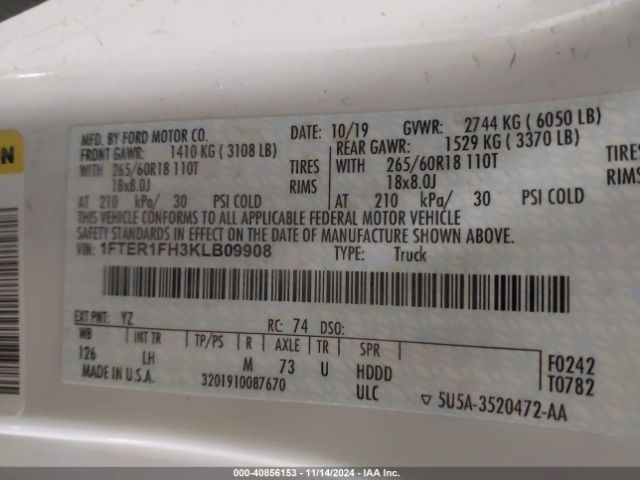 MFD. BY FORD MOTOR CO.
DATE: 10/19 GVWR: 2744 KG ( 6050 LB)
FRONT GAWR: 1410 KG ( 3108 LB) REAR GAWR: 1529 KG ( 3370 LB)
WITH 265/60R18 110T TIRES WITH 265/60R18 110T TIRES
18x8.0J RIMS 18x8.0J RIMS
AT 210 kPa/ 30 PSI COLD AT 210 kPa/ 30 PSI COLD
THIS VEHICLE CONFORMS TO ALL APPLICABLE FEDERAL MOTOR VEHICLE
SAFETY STANDARDS IN EFFECT ON THE DATE OF MANUFACTURE SHOWN ABOVE.
VIN: 1FTER1FH3KLB09908 TYPE: Truck
EXT PNT: YZ RC: 74 DSO:
WB INT TR TP/PS R AXLE TR SPR
126 LH M 73 U HDDD F0242
MADE IN U.S.A. 3201910087670 ULC T0782
▽ 5U5A-3520472-AA
000-40856153 - 11/14/2024 - IAA Inc.